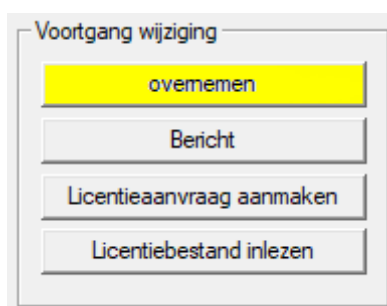 Voortgang wijziging
overnemen
Bericht
Licentieaanvraag aanmaken
Licentiebestand inlezen